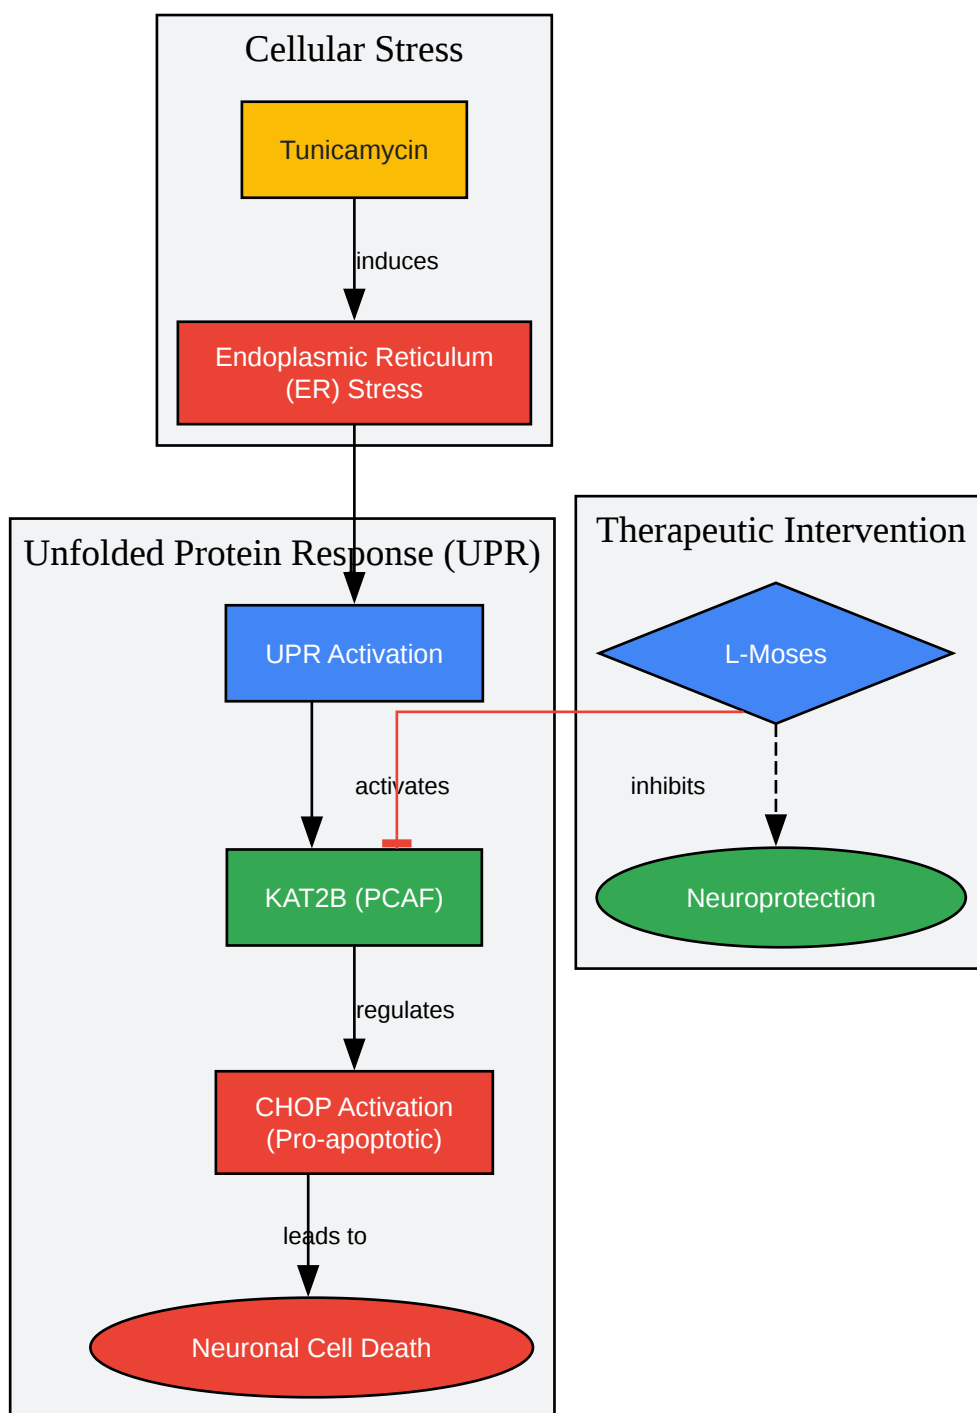 Cellular Stress
Tunicamycin
induces
Endoplasmic Reticulum
(ER) Stress
Unfolded Protein Response (UPR)
UPR Activation
activates
KAT2B (PCAF)
regulates
CHOP Activation
(Pro-apoptotic)
leads to
Neuronal Cell Death
Therapeutic Intervention
L-Moses
inhibits
Neuroprotection